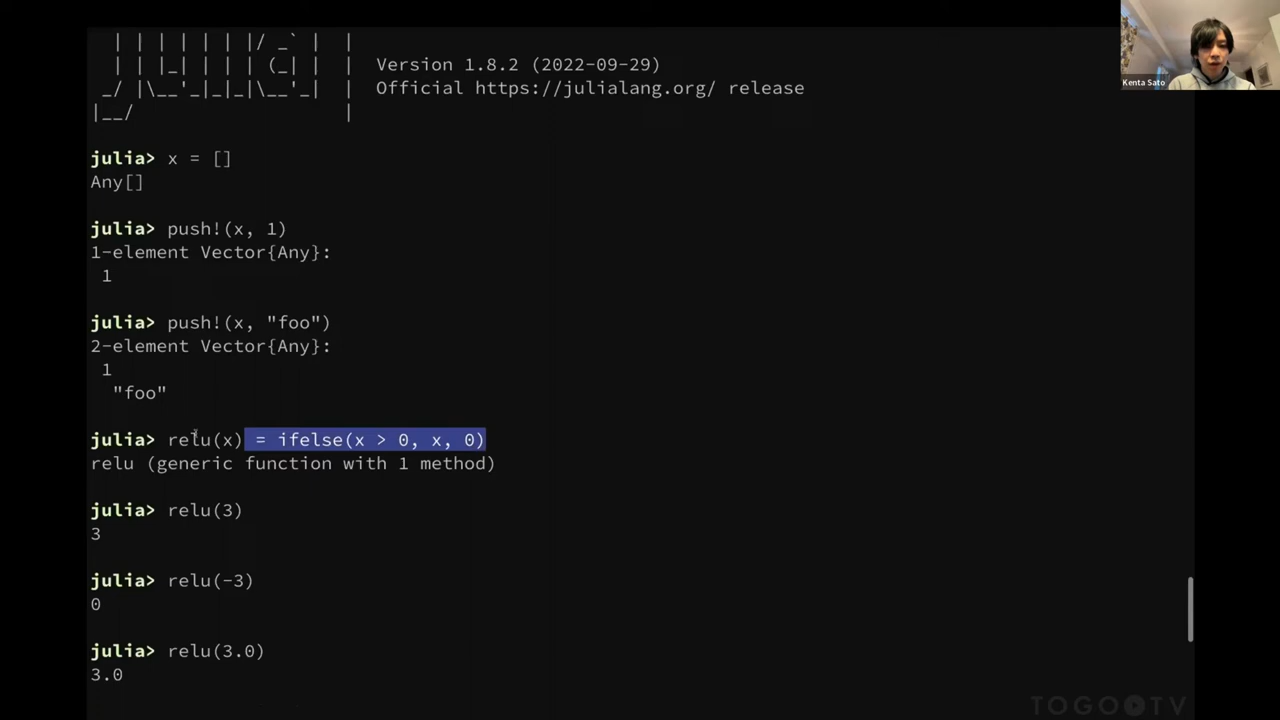 Version 1.8.2 (2022-09-29)
Official https://julialang.org/ release
Kenta Sato
julia> x = []
Any[]
julia> push!(x, 1)
1-element Vector{Any}:
1
julia> push!(x, "foo")
2-element Vector{Any}:
1
"foo"
julia> relu(x) = ifelse(x > 0, x, 0)
relu (generic function with 1 method)
julia> relu(3)
3
julia> relu(-3)
0
julia> relu(3.0)
3.0
TOGO TV